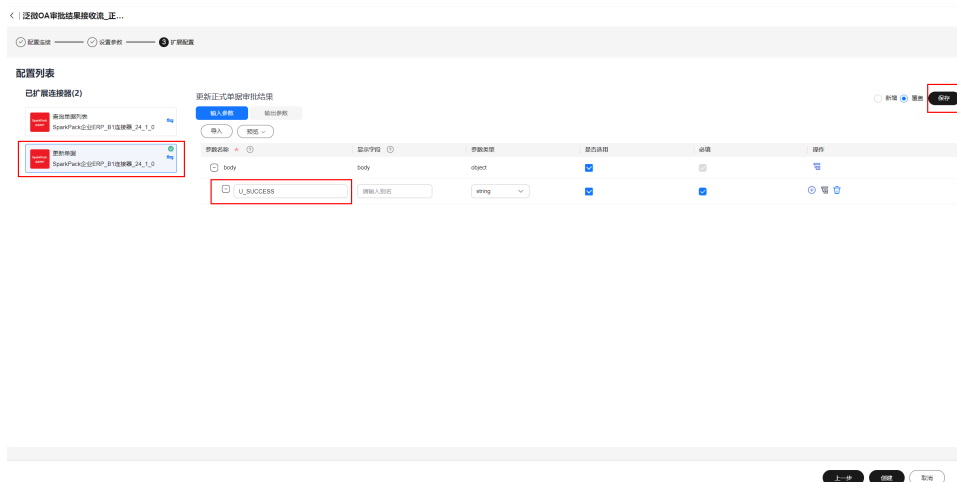 泛微OA审批结果接收流_正...
配置连接 设置参数 3 扩展配置
配置列表
已扩展连接器(2)
查询单据列表
SparkPack企业ERP_B1连接器_24_1_0
更新单据
SparkPack企业ERP_B1连接器_24_1_0
更新正式单据审批结果
新增 覆盖 保存
输入参数 输出参数
导入 预览
参数名称 * 显示字段 参数类型 是否选用 必填 操作
body body object
U_SUCCESS 请输入别名 string
上一步 创建 取消